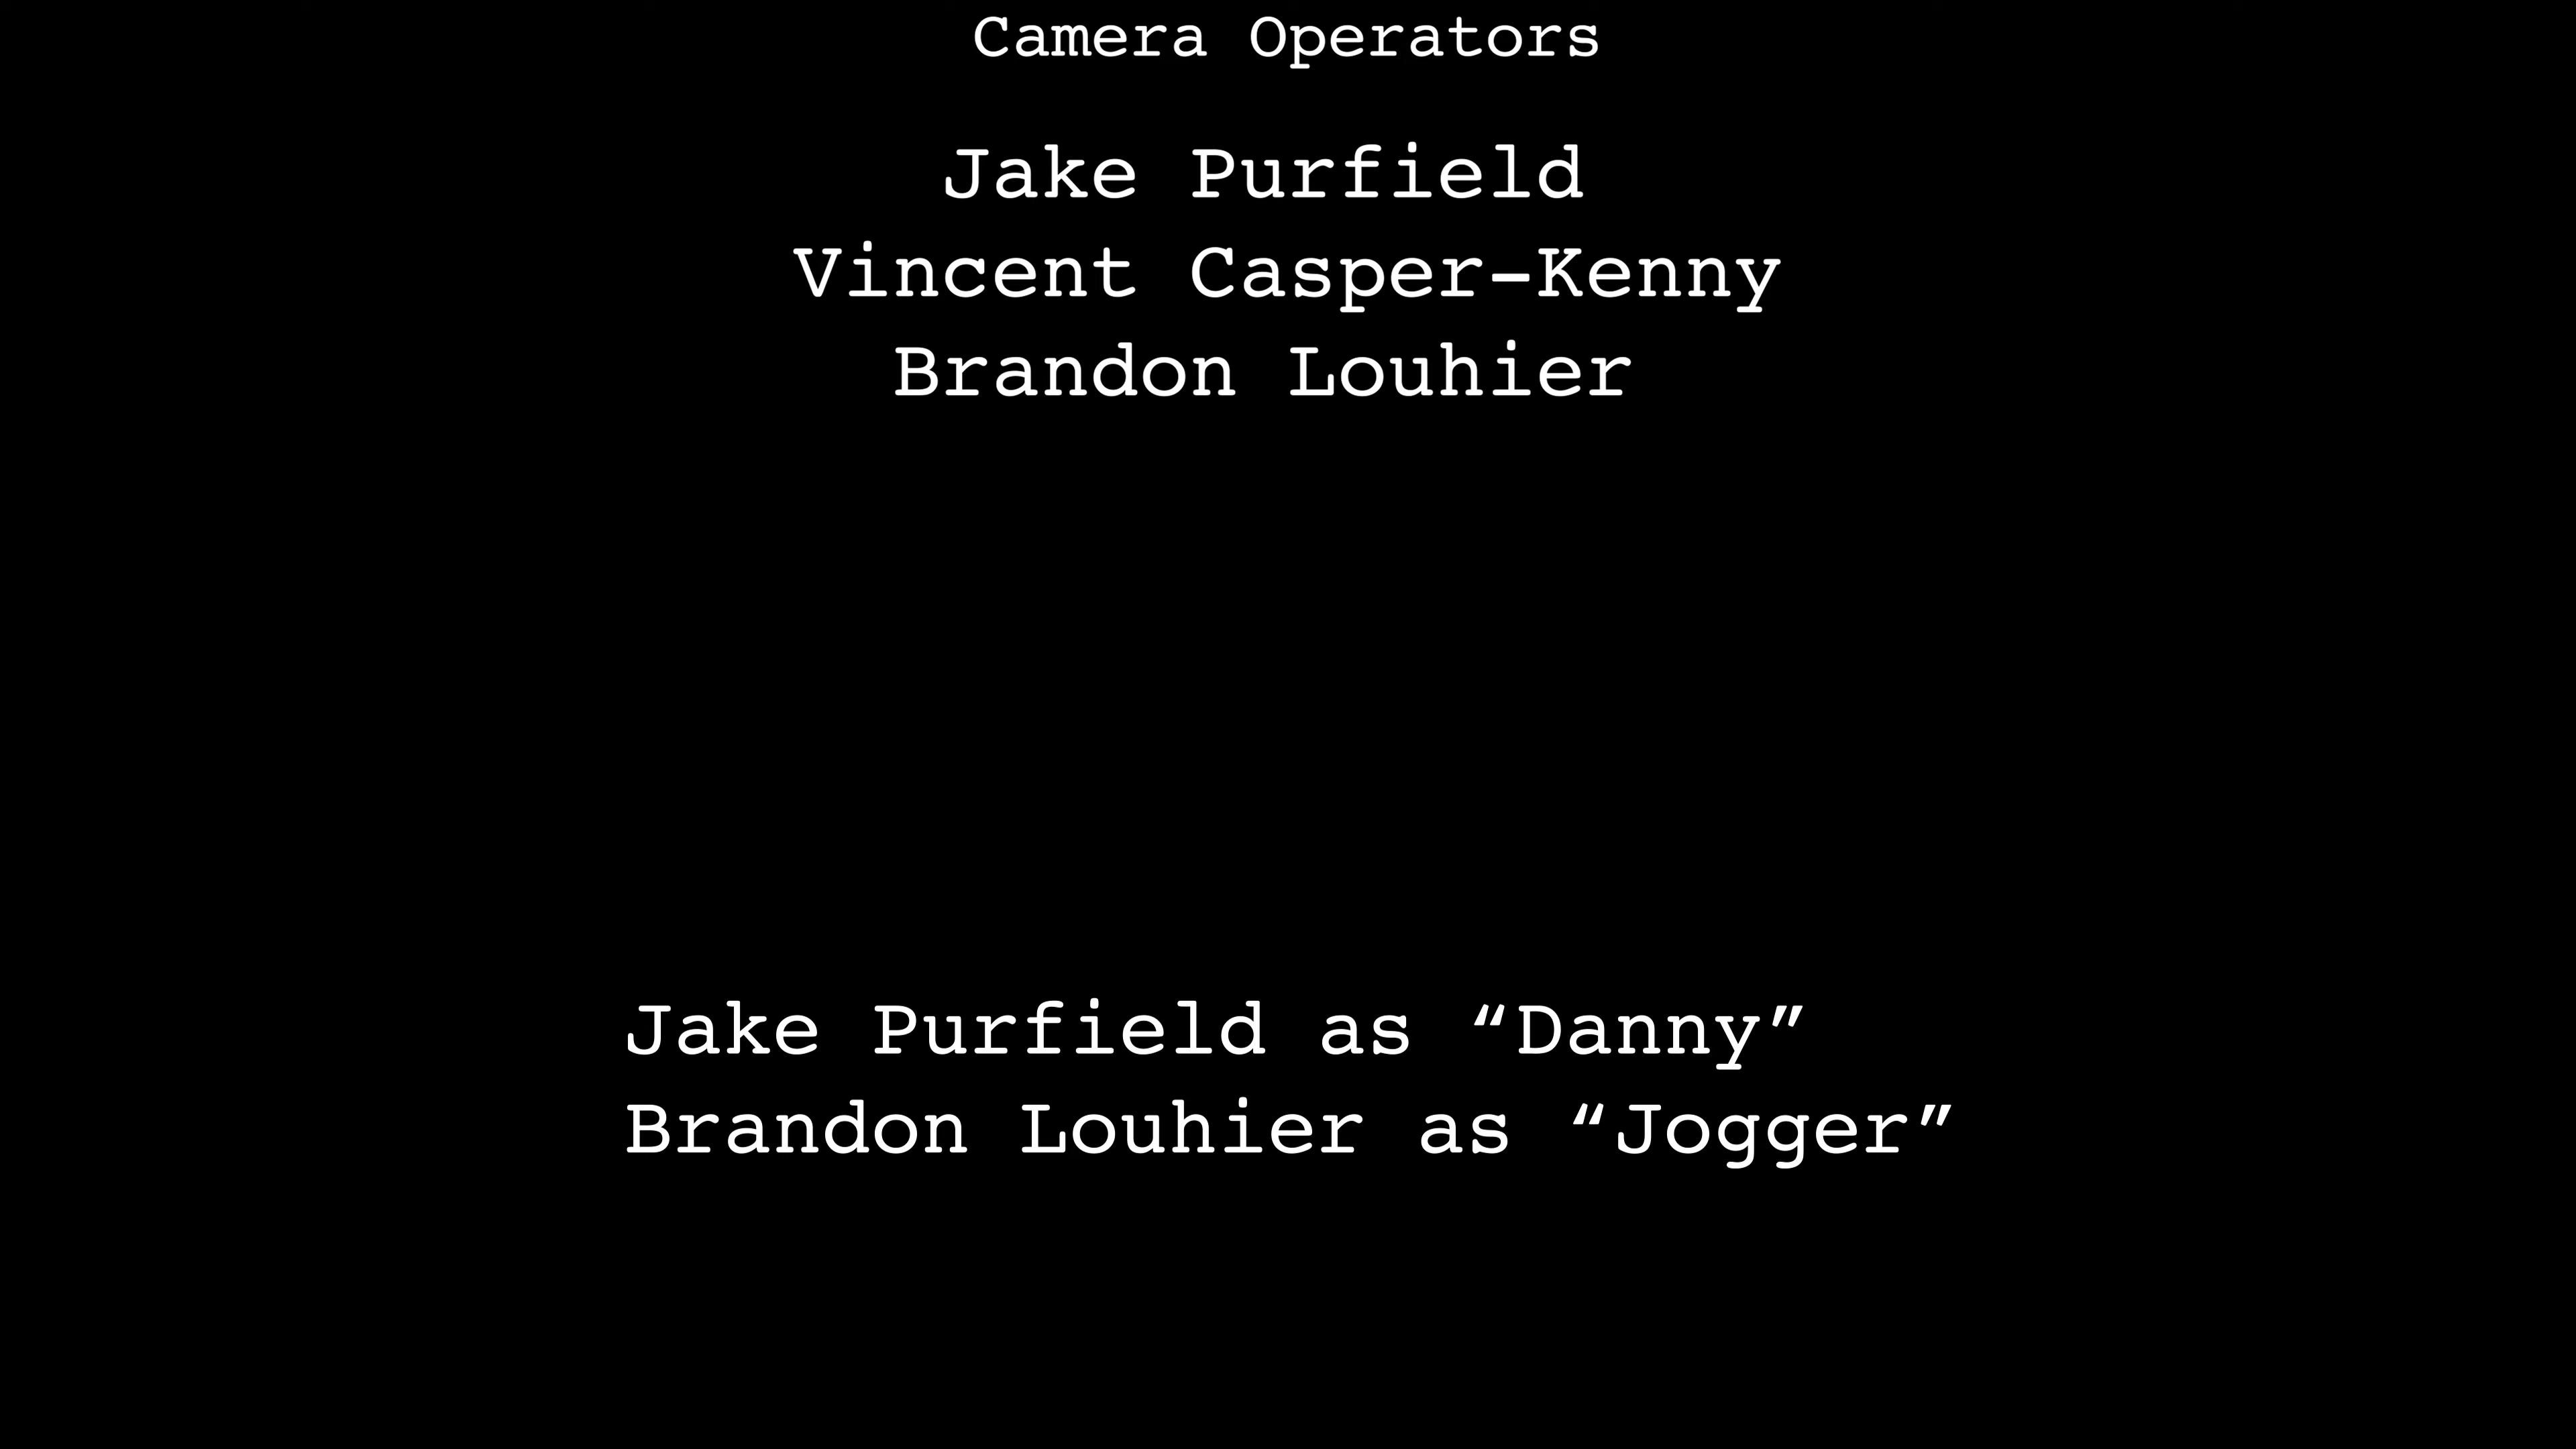 Camera Operators
Jake Purfield
Vincent Casper-Kenny
Brandon Louhier
Jake Purfield as “Danny”
Brandon Louhier as “Jogger”